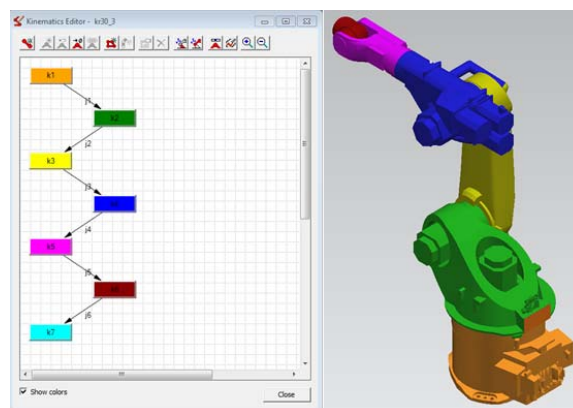 Kinematics Editor - kr30_3
k1
j1
k2
j2
k3
j3
j4
k5
j5
j6
k7
Show colors
Close